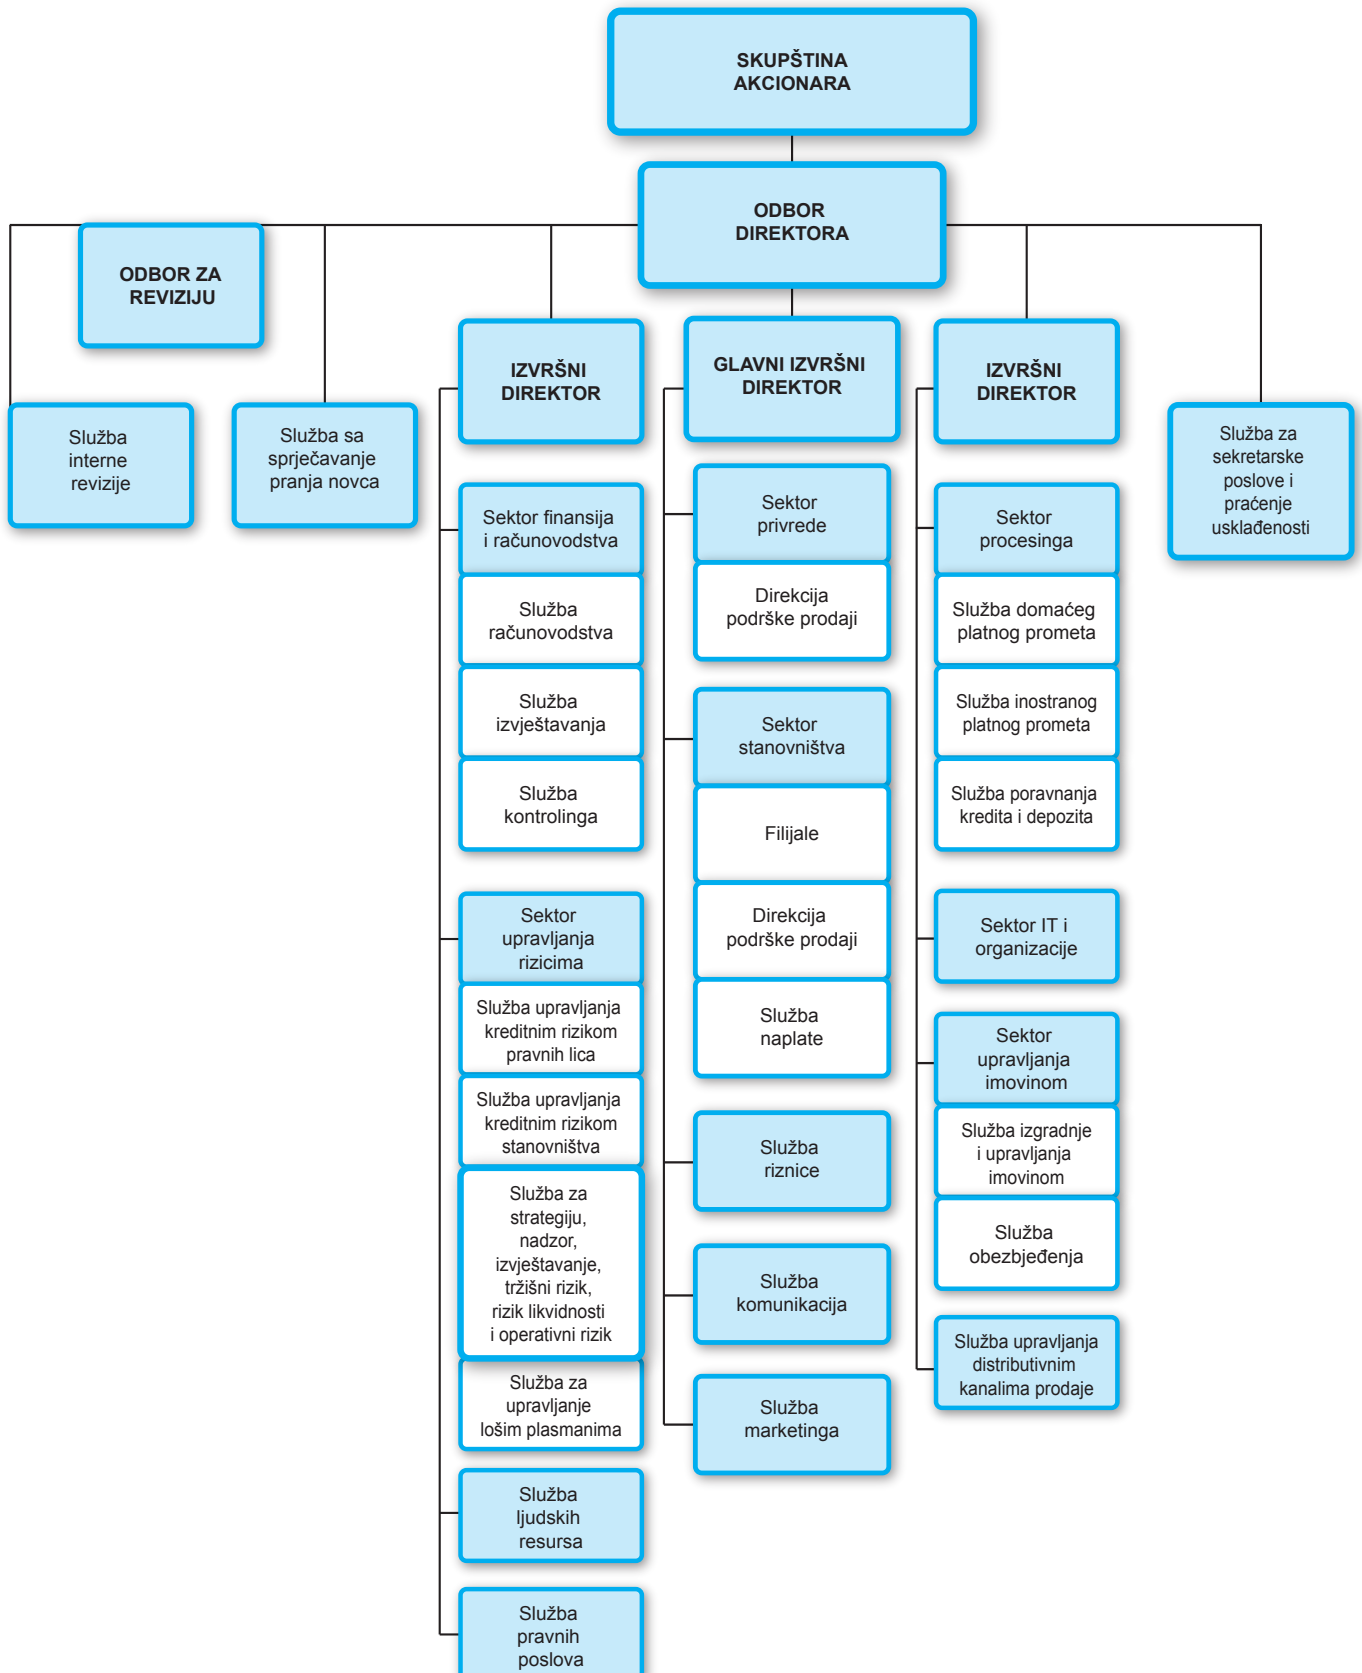 SKUPŠTINA
AKCIONARA
ODBOR
DIREKTORA
ODBOR ZA
REVIZIJU
Služba
interne
revizije
Služba sa
sprječavanje
pranja novca
IZVRŠNI
DIREKTOR
GLAVNI IZVRŠNI
DIREKTOR
IZVRŠNI
DIREKTOR
Služba za
sekretarske
poslove i
praćenje
usklađenosti
Sektor finansija
i računovodstva
Služba
računovodstva
Služba
izvještavanja
Služba
kontrolinga
Sektor
upravljanja
rizicima
Služba upravljanja
kreditnim rizikom
pravnih lica
Služba upravljanja
kreditnim rizikom
stanovništva
Služba za
strategiju,
nadzor,
izvještavanje,
tržišni rizik,
rizik likvidnosti
i operativni rizik
Služba za
upravljanje
lošim plasmanima
Služba
ljudskih
resursa
Služba
pravnih
poslova
Sektor
privrede
Direkcija
podrške prodaji
Sektor
stanovništva
Filijale
Direkcija
podrške prodaji
Služba
naplate
Služba
riznice
Služba
komunikacija
Služba
marketinga
Sektor
procesinga
Služba domaćeg
platnog prometa
Služba inostranog
platnog prometa
Služba poravnanja
kredita i depozita
Sektor IT i
organizacije
Sektor
upravljanja
imovinom
Služba izgradnje
i upravljanja
imovinom
Služba
obezbjeđenja
Služba upravljanja
distributivnim
kanalima prodaje